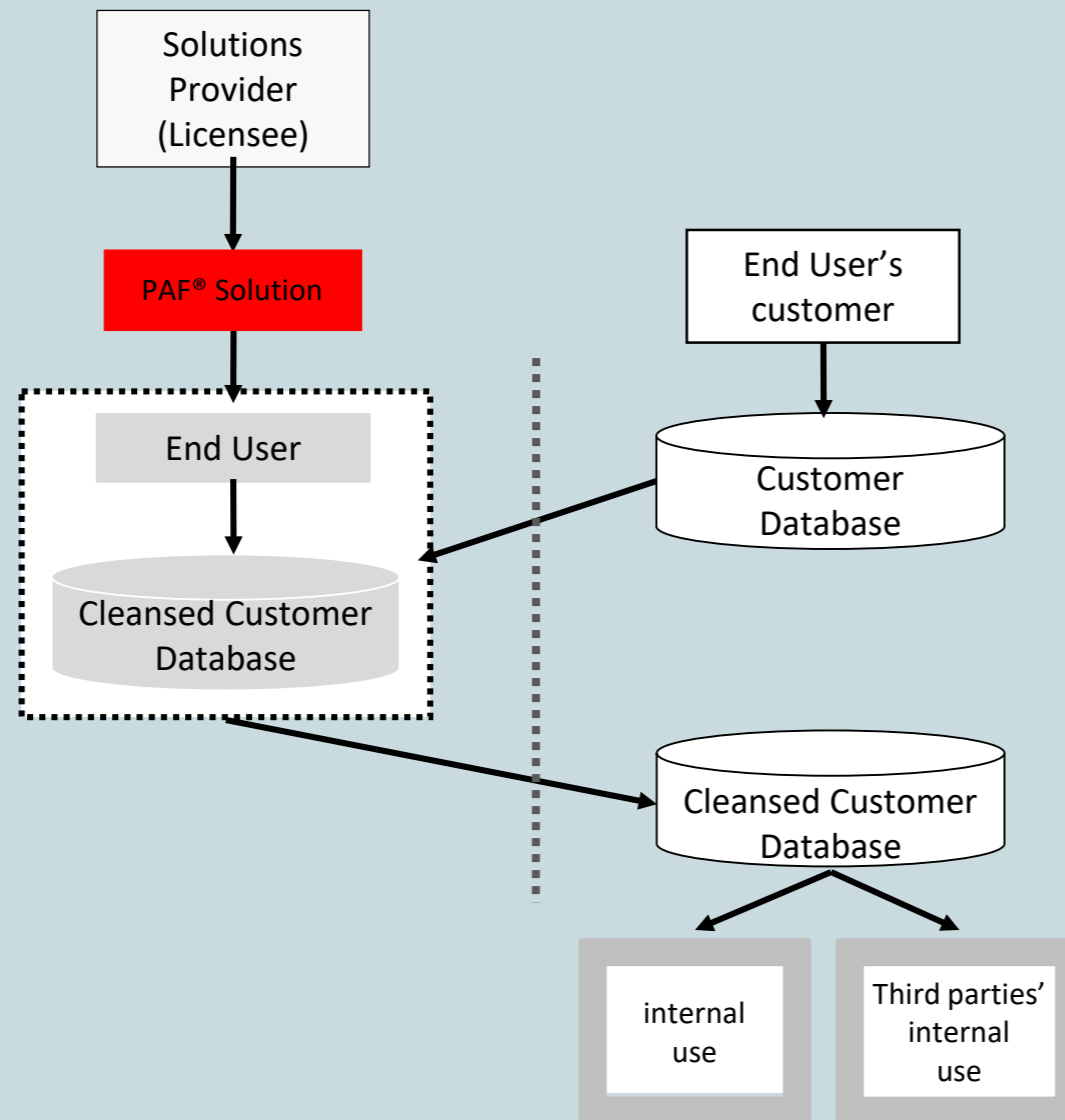 Solutions
Provider
(Licensee)
PAF® Solution
End User's
customer
End User
Customer
Database
Cleansed Customer
Database
Cleansed Customer
Database
internal
use
Third parties'
internal
use